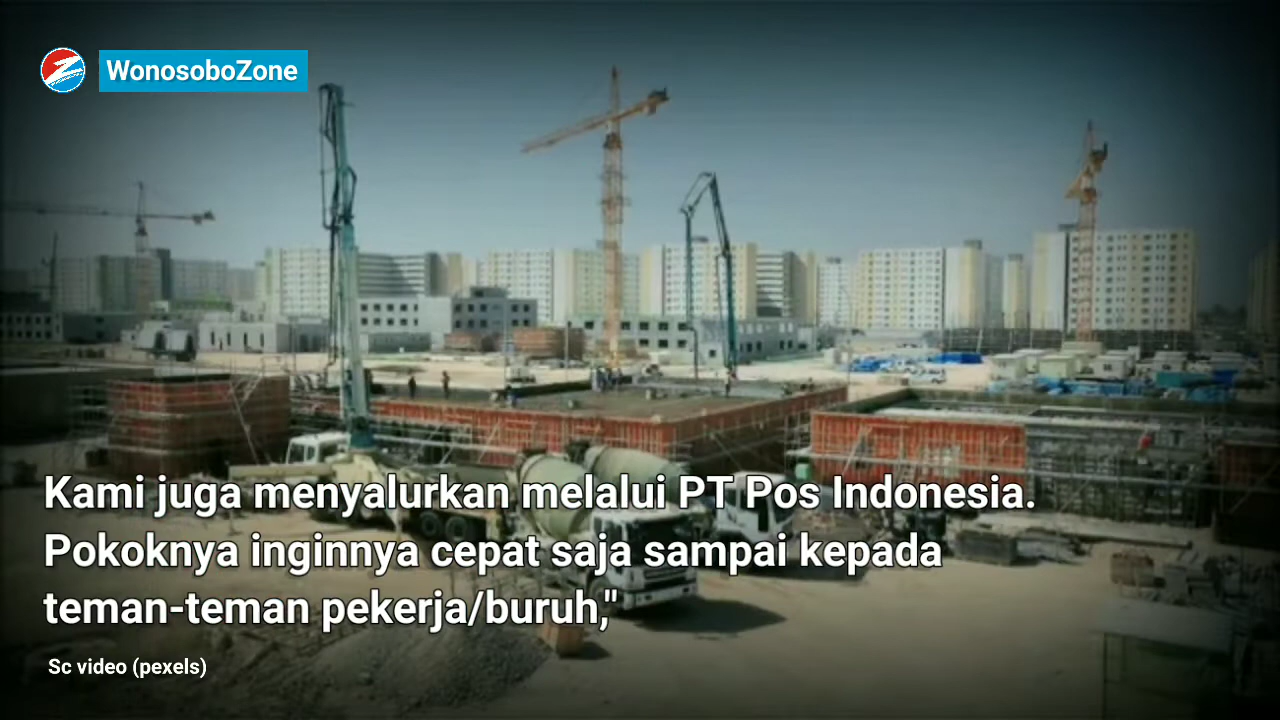 WonosoboZone
Kami juga menyalurkan melalui PT Pos Indonesia.
Pokoknya inginnya cepat saja sampai kepada
teman-teman pekerja/buruh,"
Sc video (pexels)